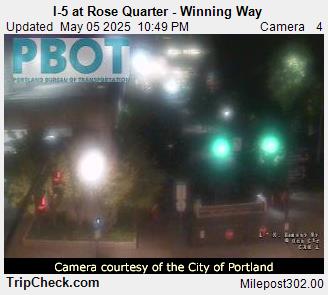 I-5 at Rose Quarter - Winning Way
Updated May 05 2025 10:49 PM Camera 4
PBOT
PORTLAND BUREAU OF TRANSPORTATION
Camera courtesy of the City of Portland
TripCheck.com Milepost302.00